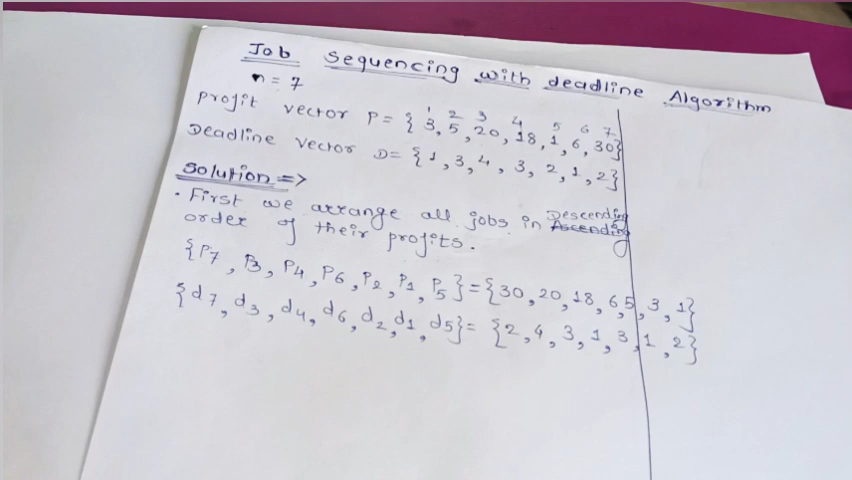 Job Sequencing with deadline Algorithm
n = 7
1 2 3 4 5 6 7
Profit vector P = {3, 5, 20, 18, 1, 6, 30}
Deadline vector D = {1, 3, 4, 3, 2, 1, 2}
Solution =>
• First we arrange all jobs in Descending Ascending
order of their profits.
{P7, P3, P4, P6, P2, P1, P5} = {30, 20, 18, 6, 5, 3, 1}
{d7, d3, d4, d6, d2, d1, d5} = {2, 4, 3, 1, 3, 1, 2}